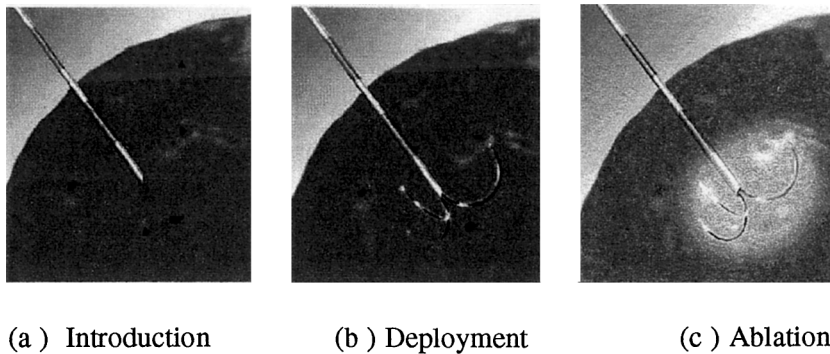 (a ) Introduction (b ) Deployment (c ) Ablation